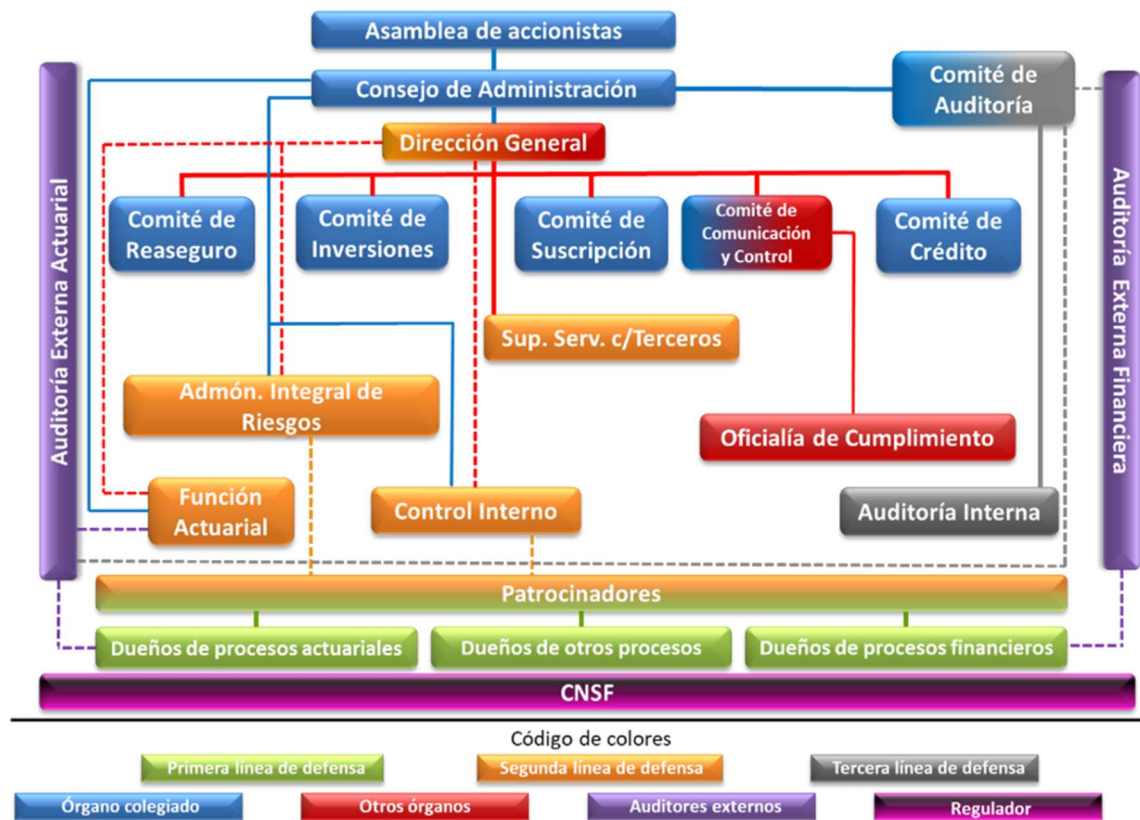 Asamblea de accionistas
Consejo de Administración
Comité de
Auditoría
Dirección General
Auditoría Externa Actuarial
Auditoría Externa Financiera
Comité de
Reaseguro
Comité de
Inversiones
Comité de
Suscripción
Comité de
Comunicación
y Control
Comité de
Crédito
Sup. Serv. c/Terceros
Admón. Integral de
Riesgos
Oficialía de Cumplimiento
Función
Actuarial
Control Interno
Auditoría Interna
Patrocinadores
Dueños de procesos actuariales
Dueños de otros procesos
Dueños de procesos financieros
CNSF
Código de colores
Primera línea de defensa
Segunda línea de defensa
Tercera línea de defensa
Órgano colegiado
Otros órganos
Auditores externos
Regulador